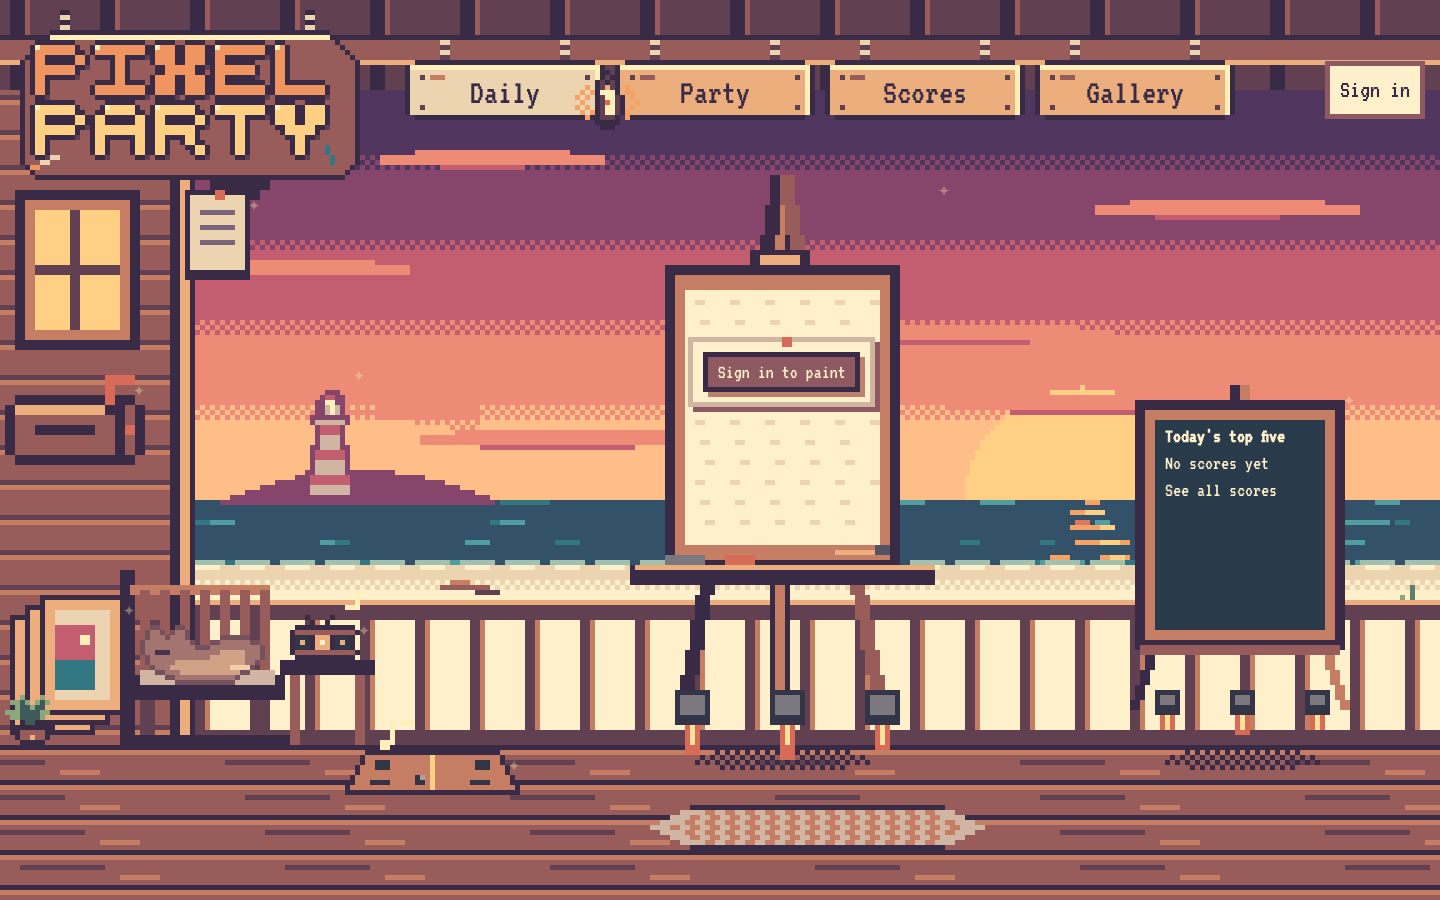 PIXEL
PARTY
Daily
Party
Scores
Gallery
Sign in
Sign in to paint
Today's top five
No scores yet
See all scores